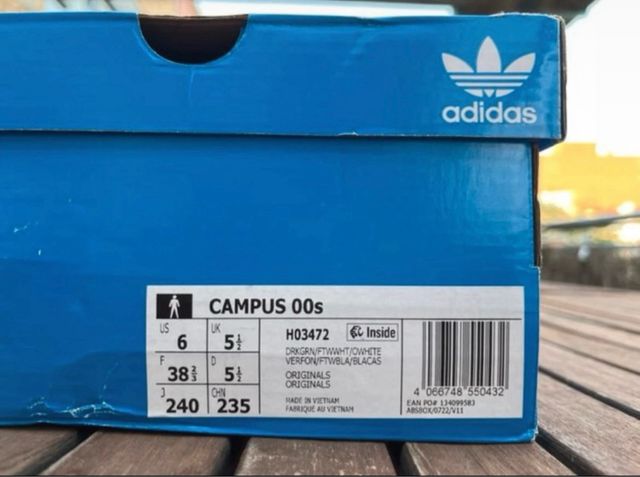 adidas
CAMPUS 00s
US 6 UK 5½
F 38⅔ D 5½
J 240 CHN 235
H03472 Inside
DRKGRN/FTWWHT/OWHITE
VERFON/FTWBLA/BLACAS
ORIGINALS
ORIGINALS
MADE IN VIETNAM
FABRIQUE AU VIETNAM
4 066748 550432
EAN PO# 134099583
ABSBOX/0722/V11